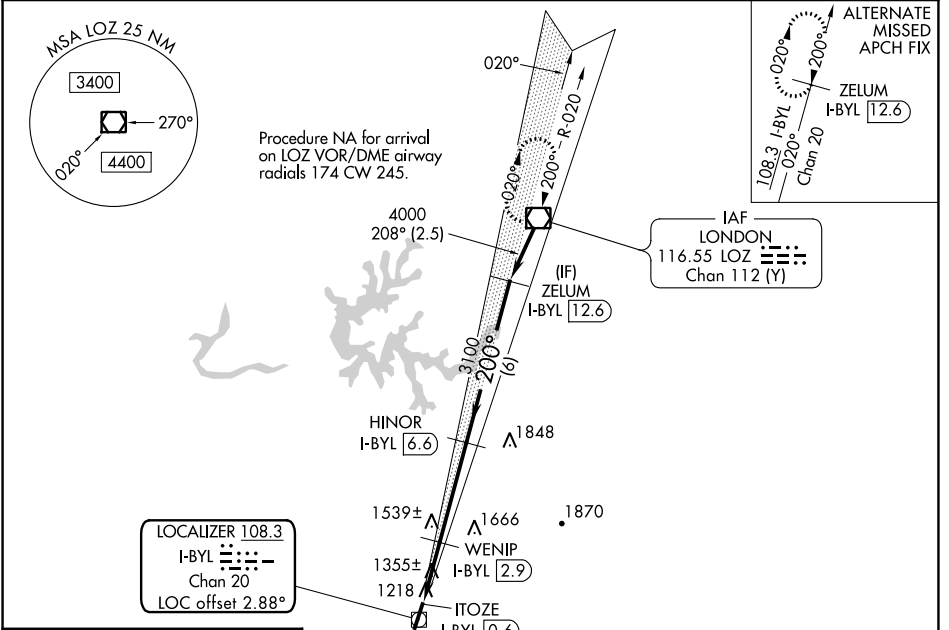 MSA LOZ 25 NM
3400
270°
020°
4400
Procedure NA for arrival
on LOZ VOR/DME airway
radials 174 CW 245.
020°
R-020
020°
200°
4000
208° (2.5)
ALTERNATE
MISSED
APCH FIX
020°
200°
ZELUM
I-BYL 12.6
108.3 I-BYL
020°
Chan 20
IAF
LONDON
116.55 LOZ
Chan 112 (Y)
(IF)
ZELUM
I-BYL 12.6
3100
200°
(6)
HINOR
I-BYL 6.6
1848
1539±
1666
1870
WENIP
I-BYL 2.9
1355±
1218
LOCALIZER 108.3
I-BYL
Chan 20
LOC offset 2.88°
ITOZE
I-BYL 0.6